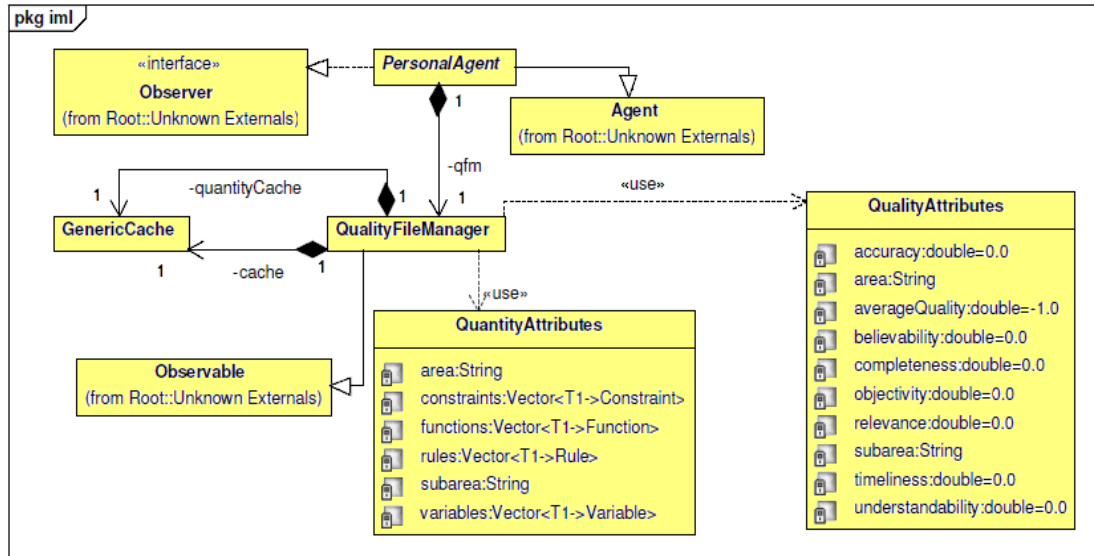 pkg iml
«interface»
Observer
(from Root::Unknown Externals)
PersonalAgent
1
Agent
(from Root::Unknown Externals)
-qfm
1
-quantityCache
1
1
GenericCache
QualityFileManager
-cache
1
1
«use»
«use»
Observable
(from Root::Unknown Externals)
QuantityAttributes
area:String
constraints:Vector<T1->Constraint>
functions:Vector<T1->Function>
rules:Vector<T1->Rule>
subarea:String
variables:Vector<T1->Variable>
QualityAttributes
accuracy:double=0.0
area:String
averageQuality:double=-1.0
believability:double=0.0
completeness:double=0.0
objectivity:double=0.0
relevance:double=0.0
subarea:String
timeliness:double=0.0
understandability:double=0.0